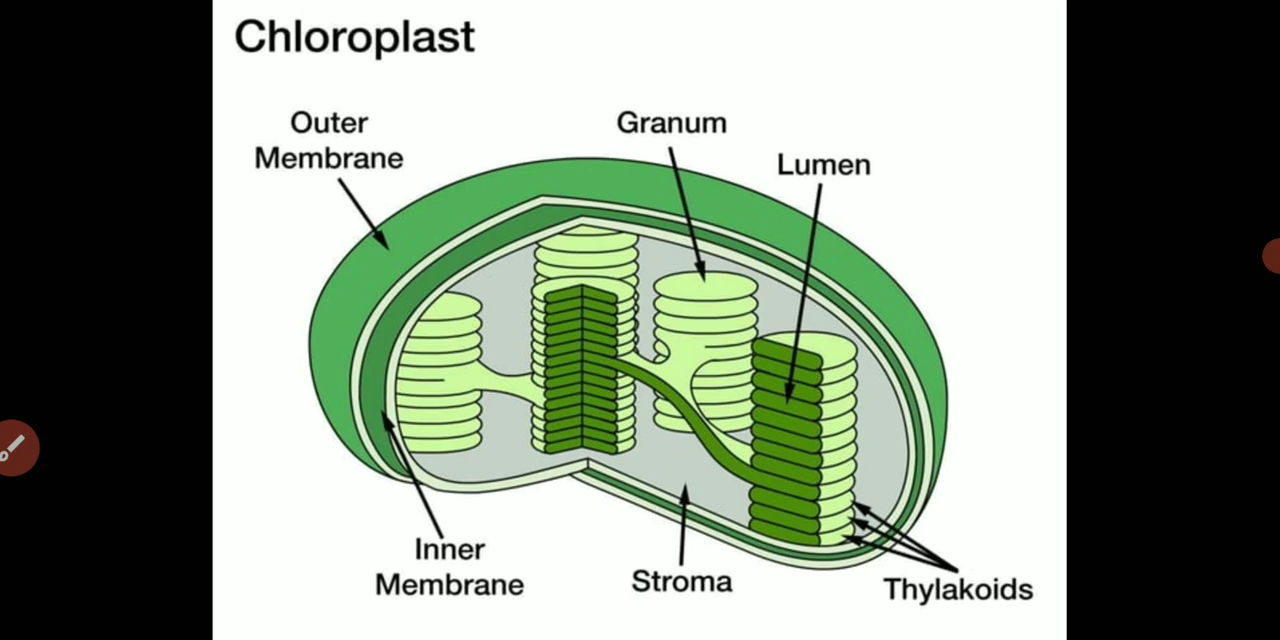 Chloroplast
Outer
Membrane
Granum
Lumen
Inner
Membrane
Stroma
Thylakoids